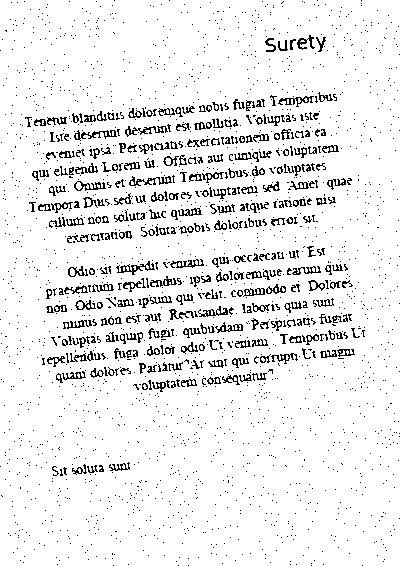 Surety
Tenetur blanditiis doloremque nobis fugiat Temporibus
Iste deserunt deserunt est mollitia. Voluptas iste
eveniet ipsa. Perspiciatis exercitationem officia ea
qui eligendi Lorem ut. Officia aut cumque voluptatem
qui. Omnis et deserunt Temporibus do voluptates
Tempora Duis sed ut dolores voluptatem sed. Amet, quae
cillum non soluta hic quam. Sunt atque ratione nisi
exercitation. Soluta nobis doloribus error sit.
Odio sit impedit veniam, qui occaecati ut. Est
praesentium repellendus, ipsa doloremque earum quis
non. Odio Nam ipsum qui velit, commodo et. Dolores
minus non est aut. Recusandae, laboris quia sunt
Voluptas aliquip fugit, quibusdam. Perspiciatis fugiat
repellendus, fuga, dolor odio Ut veniam. Temporibus Ut
quam dolores. Pariatur At sint qui corrupti Ut magni
voluptatem consequatur
Sit soluta sunt